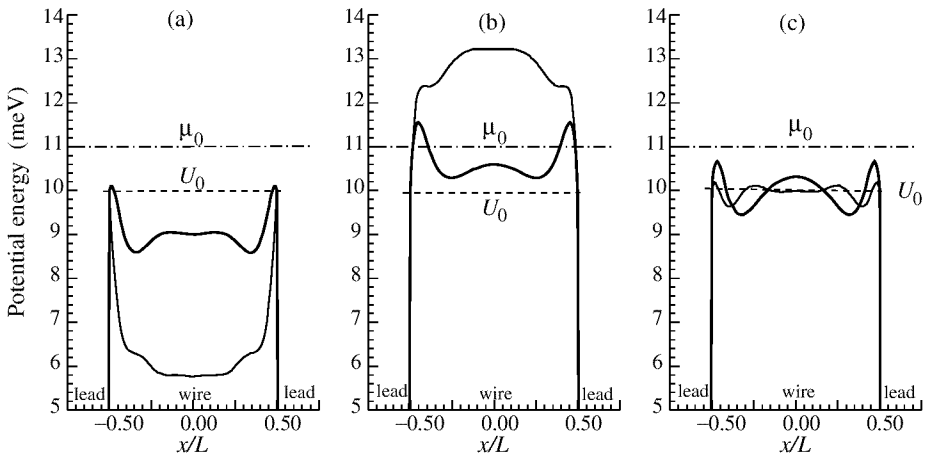 (a) (b) (c)
Potential energy (meV)
14 14 14
13 13 13
12 12 12
11 11 11
10 10 10
9 9 9
8 8 8
7 7 7
6 6 6
5 5 5
μ0 μ0 μ0
U0 U0 U0
lead wire lead lead wire lead lead wire lead
−0.50 0.00 0.50 −0.50 0.00 0.50 −0.50 0.00 0.50
x/L x/L x/L